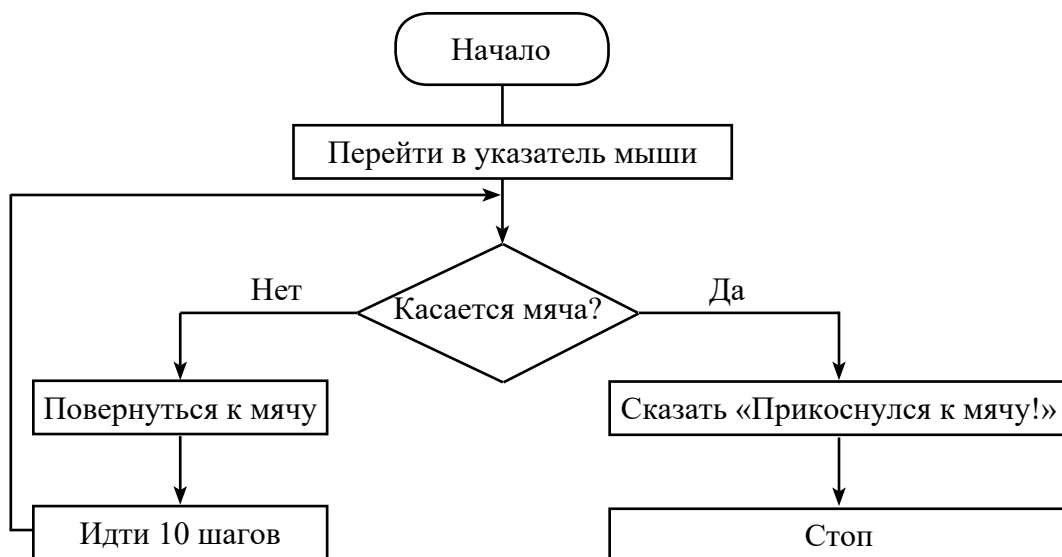 Начало
Перейти в указатель мыши
Касается мяча?
Нет
Да
Повернуться к мячу
Сказать «Прикоснулся к мячу!»
Идти 10 шагов
Стоп